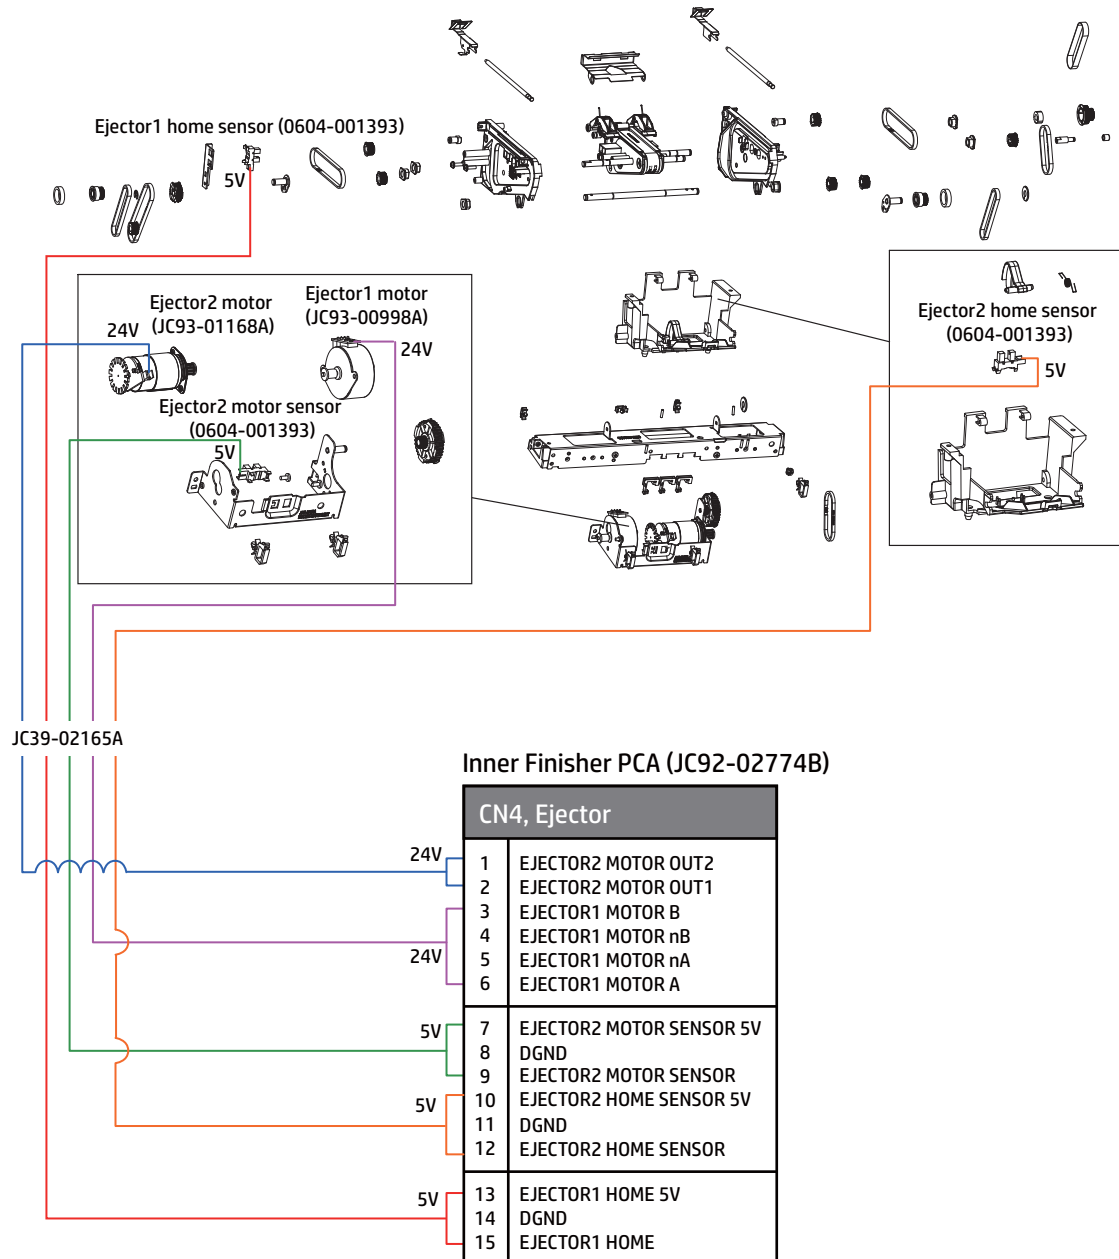 Ejector1 home sensor (0604-001393)
5V
Ejector2 motor
(JC93-01168A)
24V
Ejector1 motor
(JC93-00998A)
24V
Ejector2 motor sensor
(0604-001393)
5V
Ejector2 home sensor
(0604-001393)
5V
JC39-02165A
Inner Finisher PCA (JC92-02774B)
CN4, Ejector
24V
1 EJECTOR2 MOTOR OUT2
2 EJECTOR2 MOTOR OUT1
3 EJECTOR1 MOTOR B
4 EJECTOR1 MOTOR nB
24V
5 EJECTOR1 MOTOR nA
6 EJECTOR1 MOTOR A
5V
7 EJECTOR2 MOTOR SENSOR 5V
8 DGND
9 EJECTOR2 MOTOR SENSOR
5V
10 EJECTOR2 HOME SENSOR 5V
11 DGND
12 EJECTOR2 HOME SENSOR
5V
13 EJECTOR1 HOME 5V
14 DGND
15 EJECTOR1 HOME